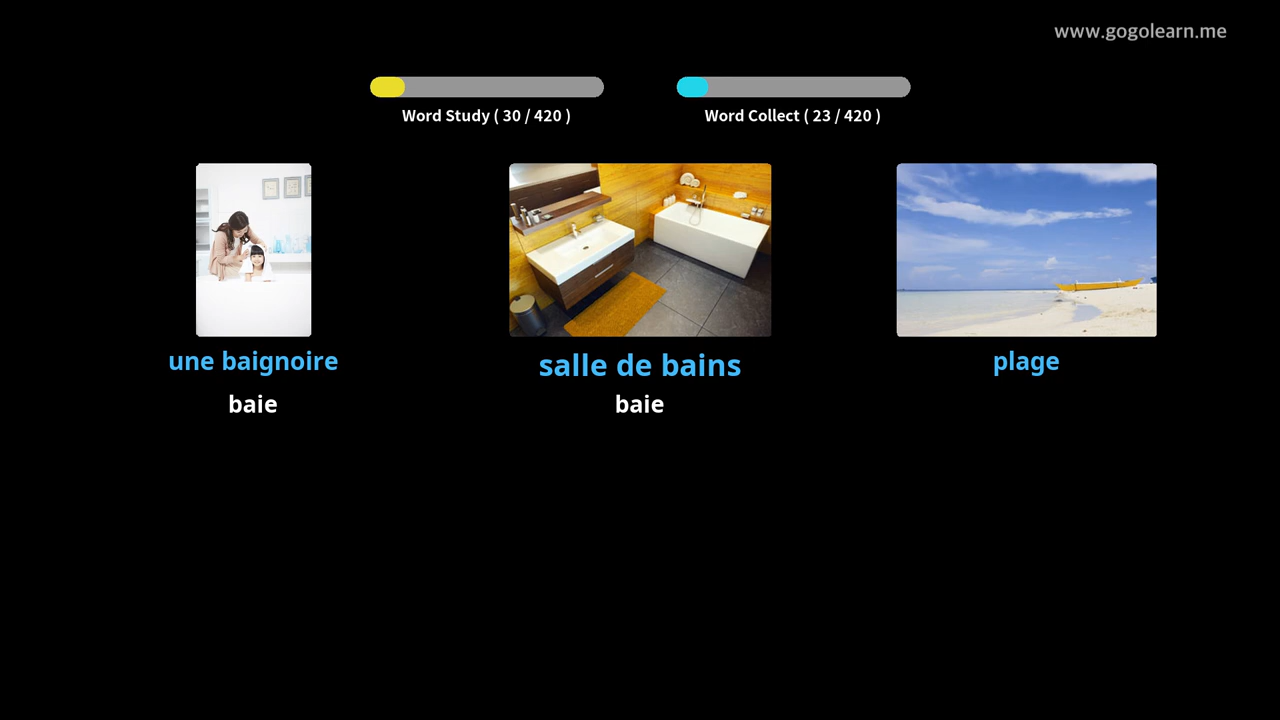 www.gogolearn.me
Word Study ( 30 / 420 )
Word Collect ( 23 / 420 )
une baignoire
salle de bains
plage
baie
baie